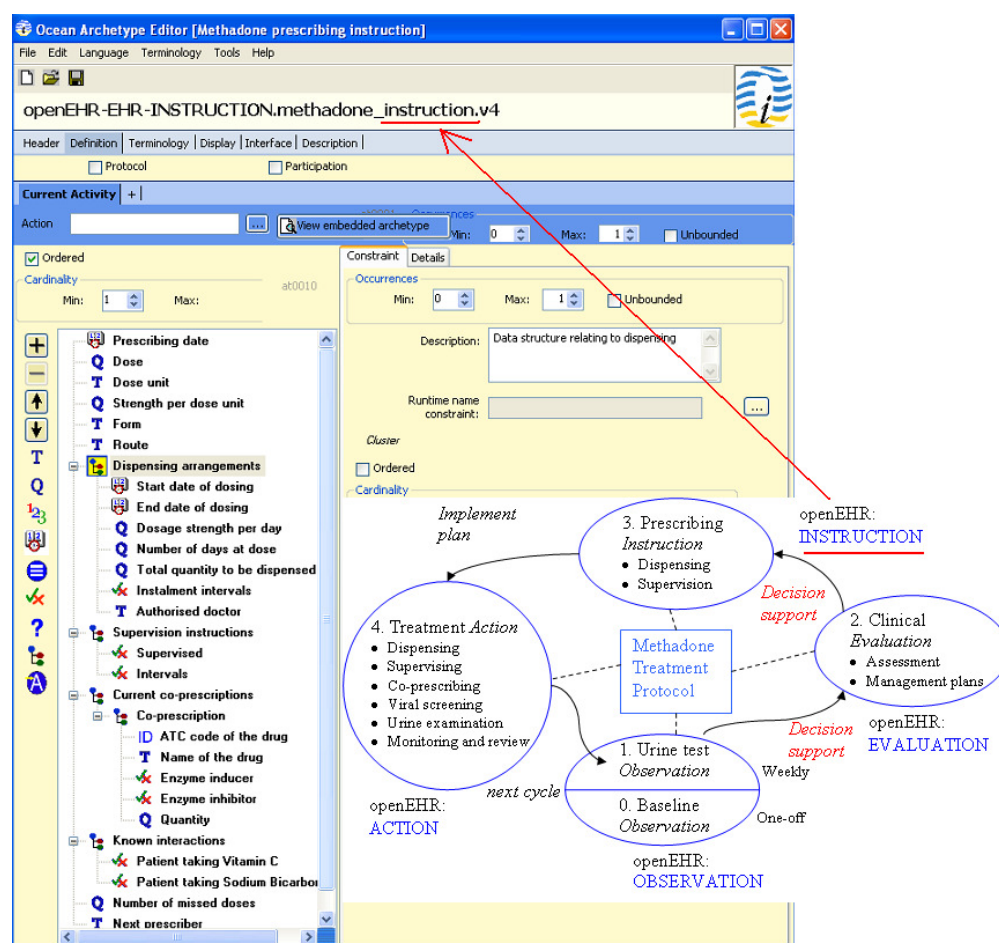 Ocean Archetype Editor [Methadone prescribing instruction]
File Edit Language Terminology Tools Help
openEHR-EHR-INSTRUCTION.methadone_instruction.v4
Header Definition Terminology Display Interface Description
Protocol Participation
Current Activity +
Action ... View embedded archetype Min: 0 Max: 1 Unbounded
Ordered
Cardinality
at0010
Min: 1 Max:
Prescribing date
Q Dose
T Dose unit
Q Strength per dose unit
T Form
T Route
Dispensing arrangements
Start date of dosing
End date of dosing
Q Dosage strength per day
Q Number of days at dose
Q Total quantity to be dispensed
Instalment intervals
T Authorised doctor
Supervision instructions
Supervised
Intervals
Current co-prescriptions
Co-prescription
ID ATC code of the drug
T Name of the drug
Enzyme inducer
Enzyme inhibitor
Q Quantity
Known interactions
Patient taking Vitamin C
Patient taking Sodium Bicarbo
Q Number of missed doses
T Next prescriber
Constraint Details
Occurrences
Min: 0 Max: 1 Unbounded
Description: Data structure relating to dispensing
Runtime name
constraint:
...
Cluster
Ordered
Cardinality
Implement
plan
3. Prescribing
Instruction
• Dispensing
• Supervision
openEHR:
INSTRUCTION
Decision
support
2. Clinical
Evaluation
• Assessment
• Management plans
openEHR:
EVALUATION
4. Treatment Action
• Dispensing
• Supervising
• Co-prescribing
• Viral screening
• Urine examination
• Monitoring and review
openEHR:
ACTION
Methadone
Treatment
Protocol
Decision
support
1. Urine test
Observation
Weekly
next cycle
0. Baseline
Observation
One-off
openEHR:
OBSERVATION